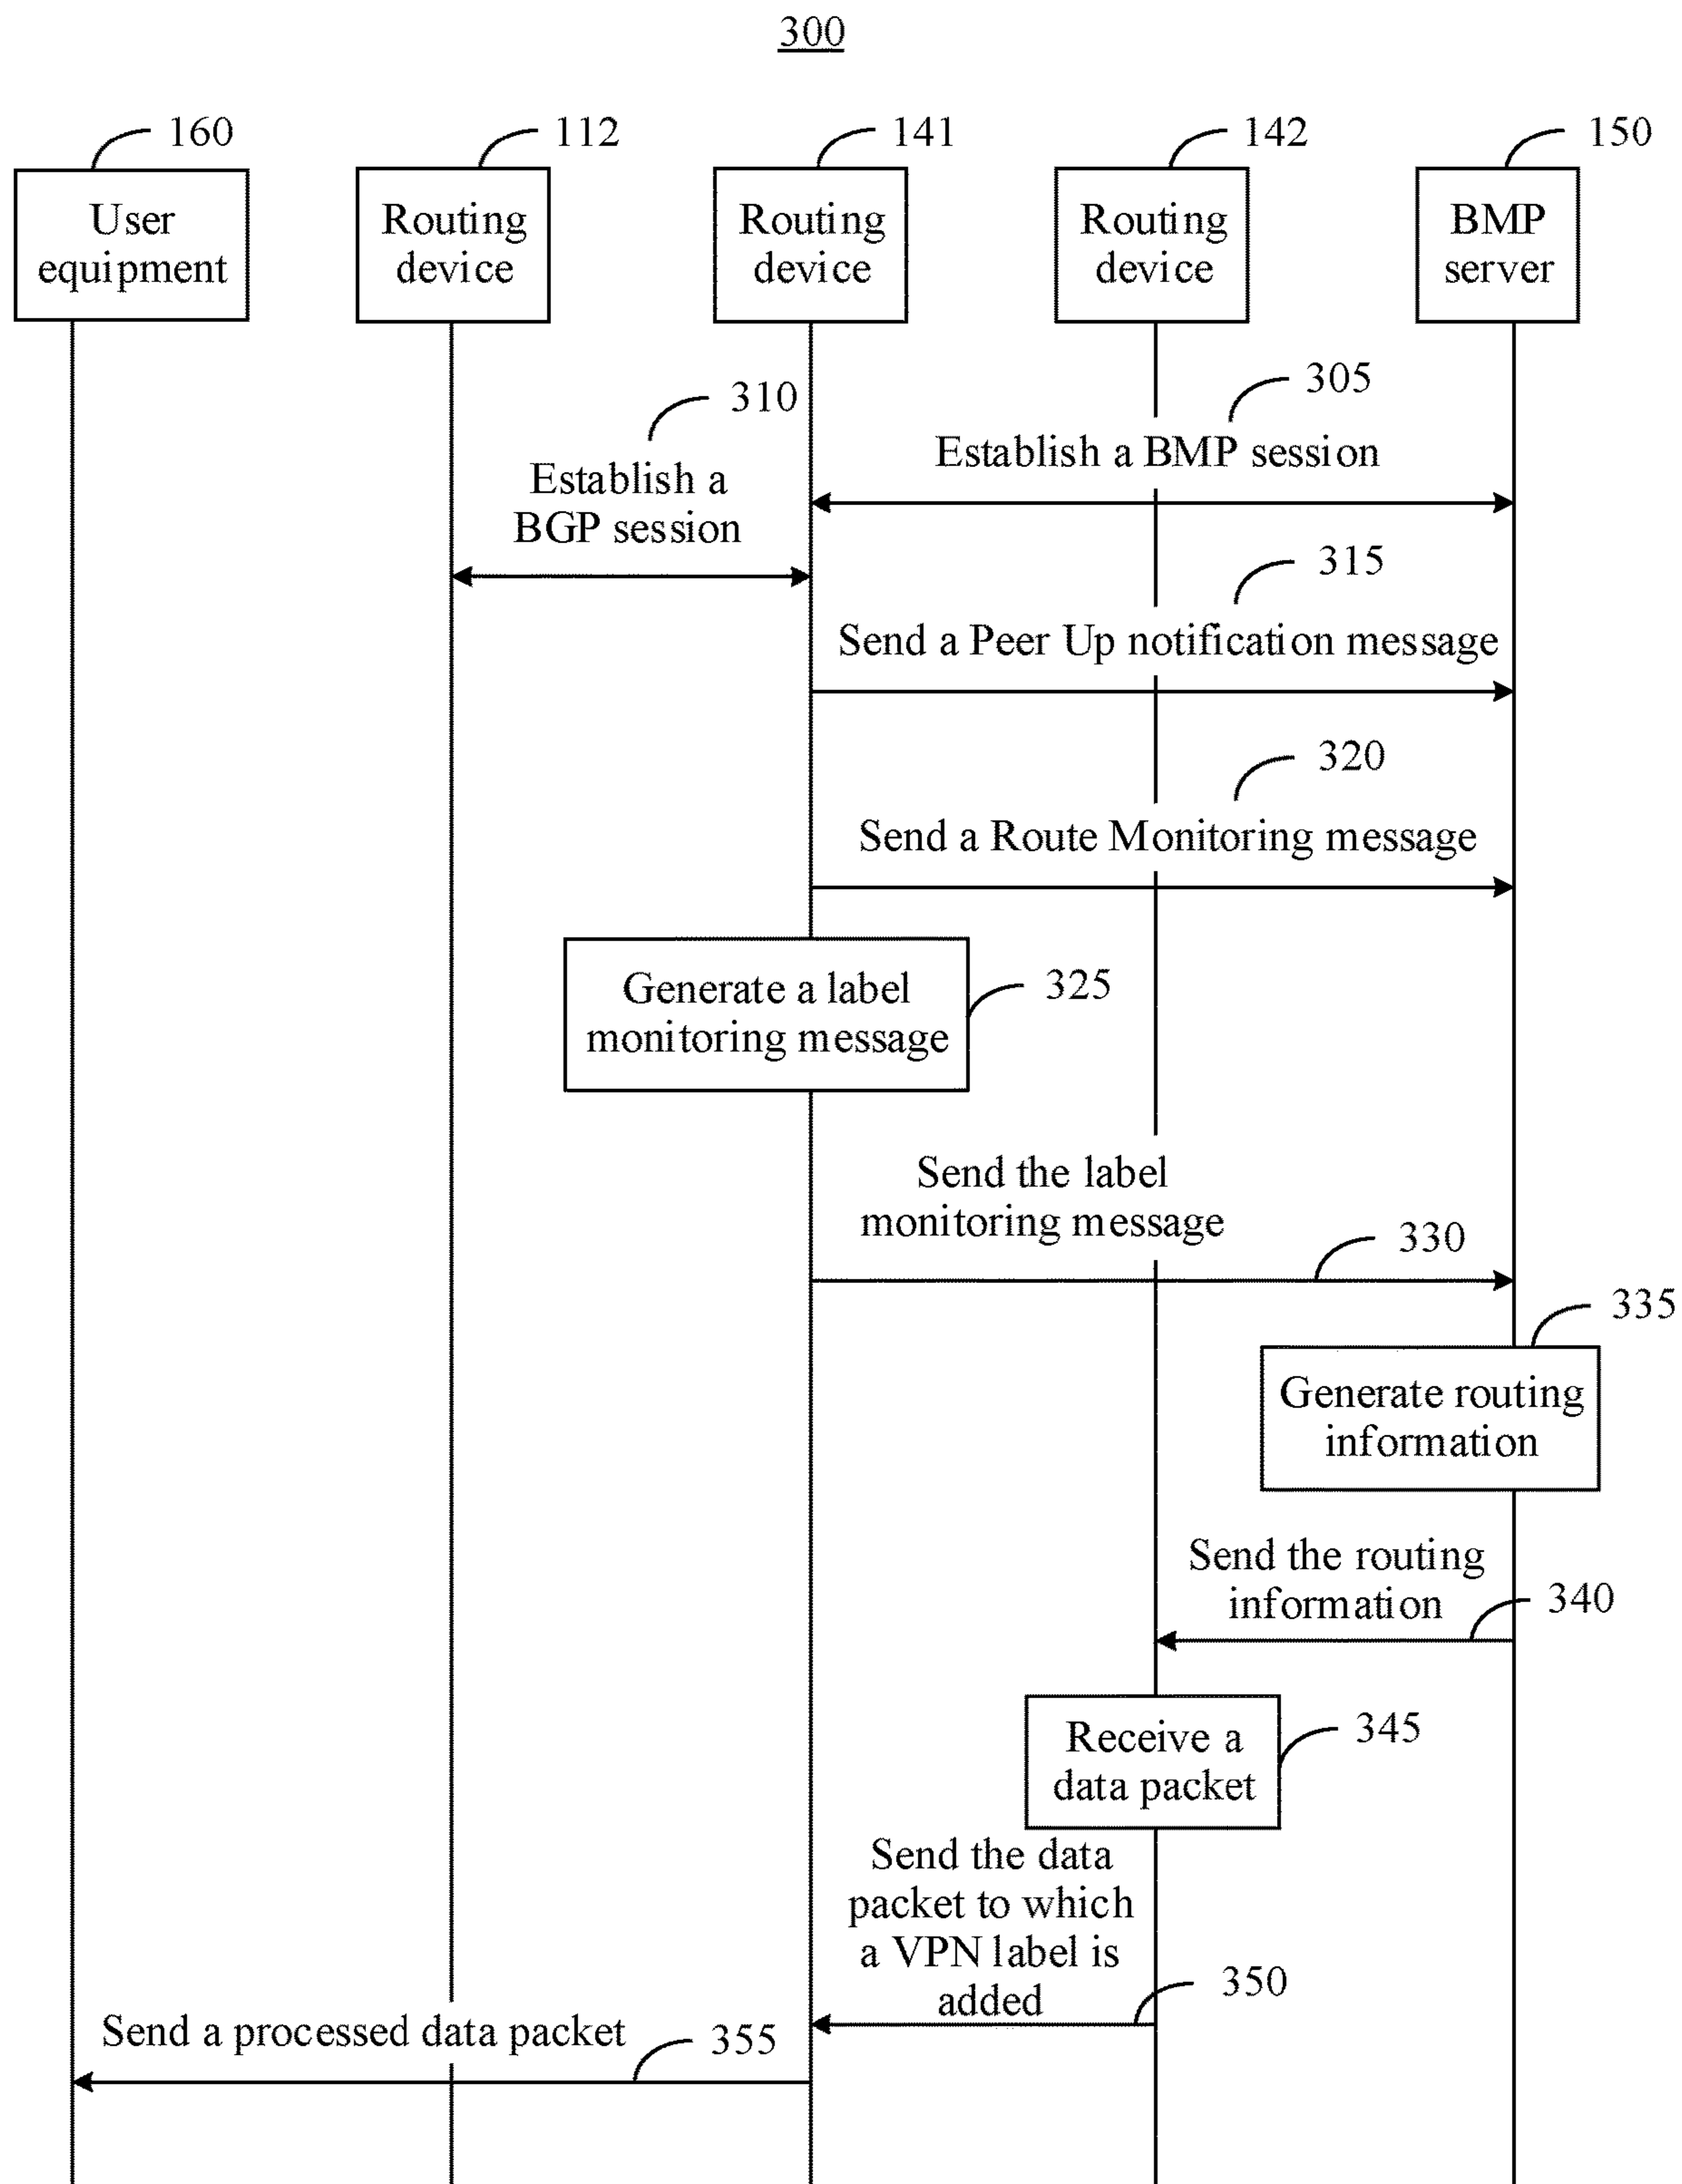 300
160
112
141
142
150
User
equipment
Routing
device
Routing
device
Routing
device
BMP
server
305
Establish a BMP session
310
Establish a
BGP session
315
Send a Peer Up notification message
320
Send a Route Monitoring message
Generate a label
monitoring message
325
Send the label
monitoring message
330
335
Generate routing
information
Send the routing
information
340
Receive a
data packet
345
Send the data
packet to which
a VPN label is
added
350
Send a processed data packet
355